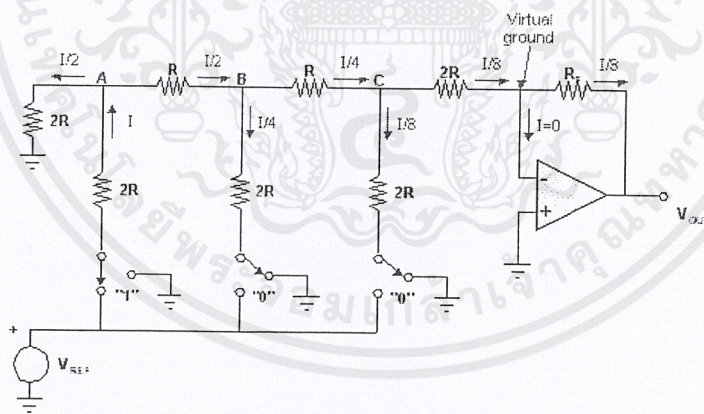 Virtual
ground
I/2
A
R
I/2
B
R
I/4
C
2R
I/8
I/8
2R
I
I/4
I/8
I=0
2R
2R
2R
-
+
"1"
"0"
"0"
+